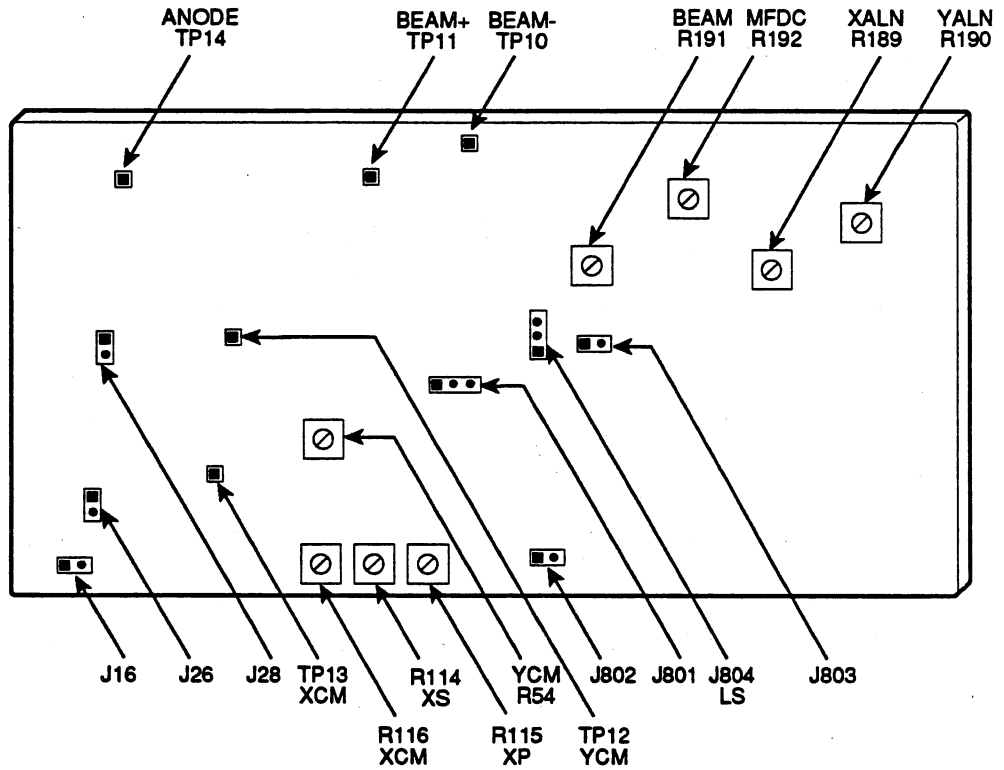 ANODE
TP14
BEAM+
TP11
BEAM-
TP10
BEAM
R191
MFDC
R192
XALN
R189
YALN
R190
J16
J26
J28
TP13
XCM
R114
XS
YCM
R54
J802
J801
J804
LS
J803
R116
XCM
R115
XP
TP12
YCM